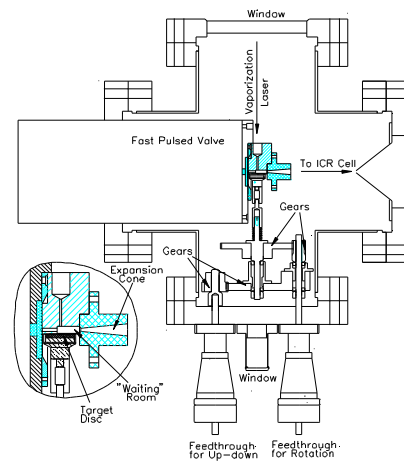 Window
Vaporization
Laser
Fast Pulsed Valve
To ICR Cell
Gears
Gears
Expansion
Cone
"Waiting"
Room
Target
Disc
Window
Feedthrough
for Up-down
Feedthrough
for Rotation